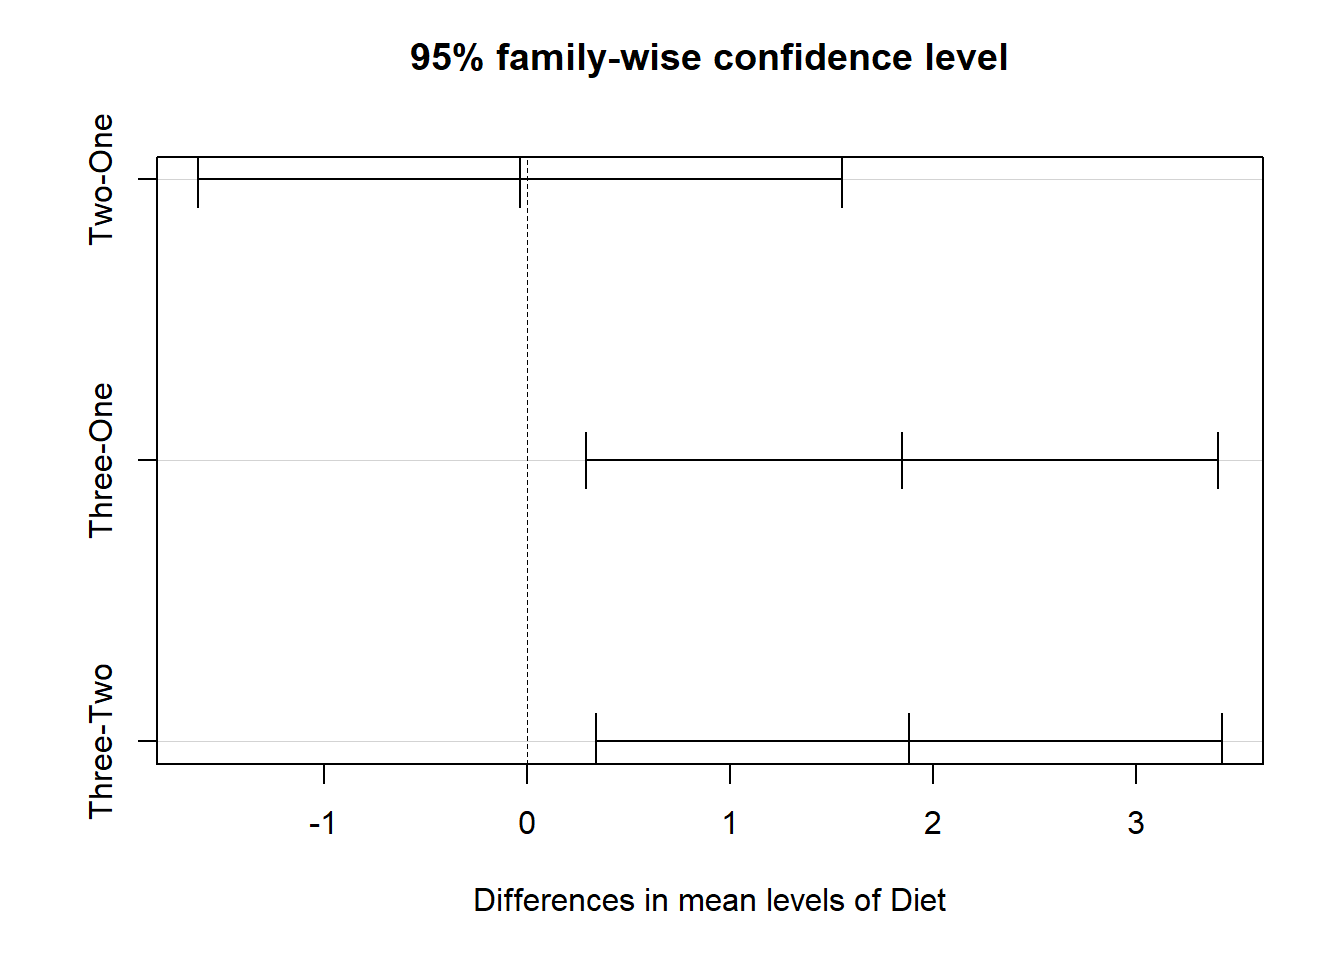 95% family-wise confidence level
Two-One
Three-One
Three-Two
-1 0 1 2 3
Differences in mean levels of Diet